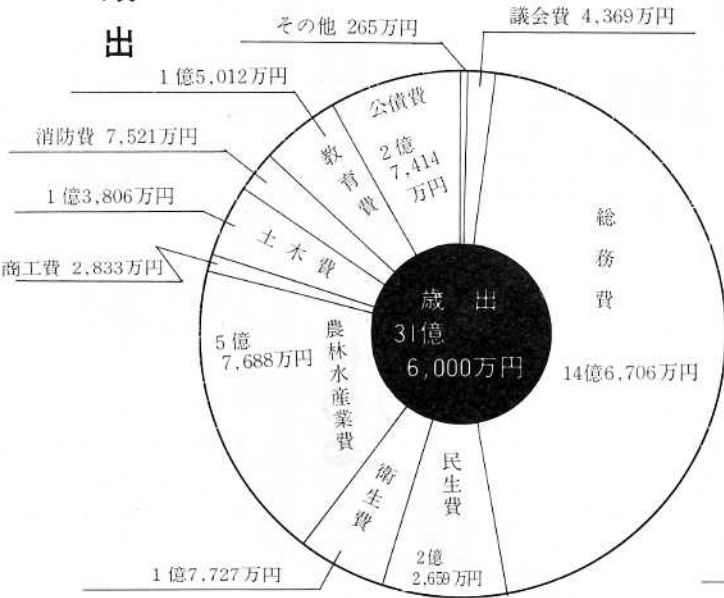 出
その他 265万円
議会費 4,369万円
総務費
14億6,706万円
民生費
2億
2,659万円
衛生費
1億7,727万円
農林水産業費
5億
7,688万円
商工費 2,833万円
土木費
1億3,806万円
消防費 7,521万円
教育費
1億5,012万円
公債費
2億
7,414
万円
歳出
31億
6,000万円